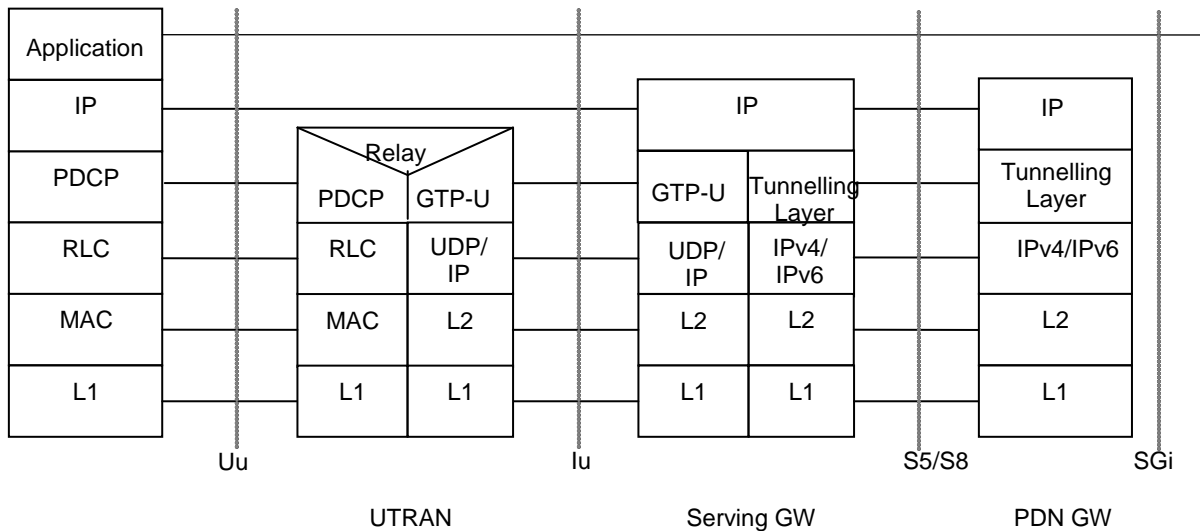 Application
IP
PDCP
RLC
MAC
L1
Relay
PDCP
GTP-U
RLC
UDP/
IP
MAC
L2
L1
L1
IP
GTP-U
Tunnelling
Layer
UDP/
IP
IPv4/
IPv6
L2
L2
L1
L1
IP
Tunnelling
Layer
IPv4/IPv6
L2
L1
Uu
Iu
S5/S8
SGi
UTRAN
Serving GW
PDN GW